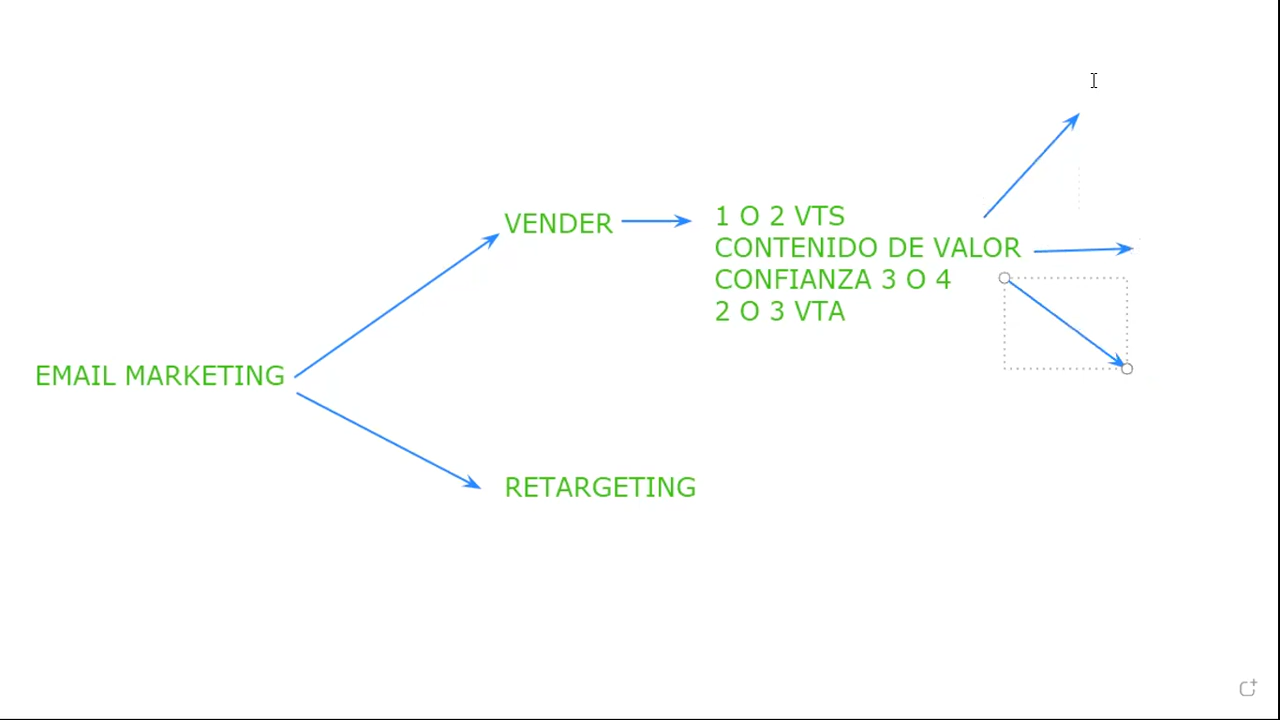 VENDER
1 O 2 VTS
CONTENIDO DE VALOR
CONFIANZA 3 O 4
2 O 3 VTA
EMAIL MARKETING
RETARGETING